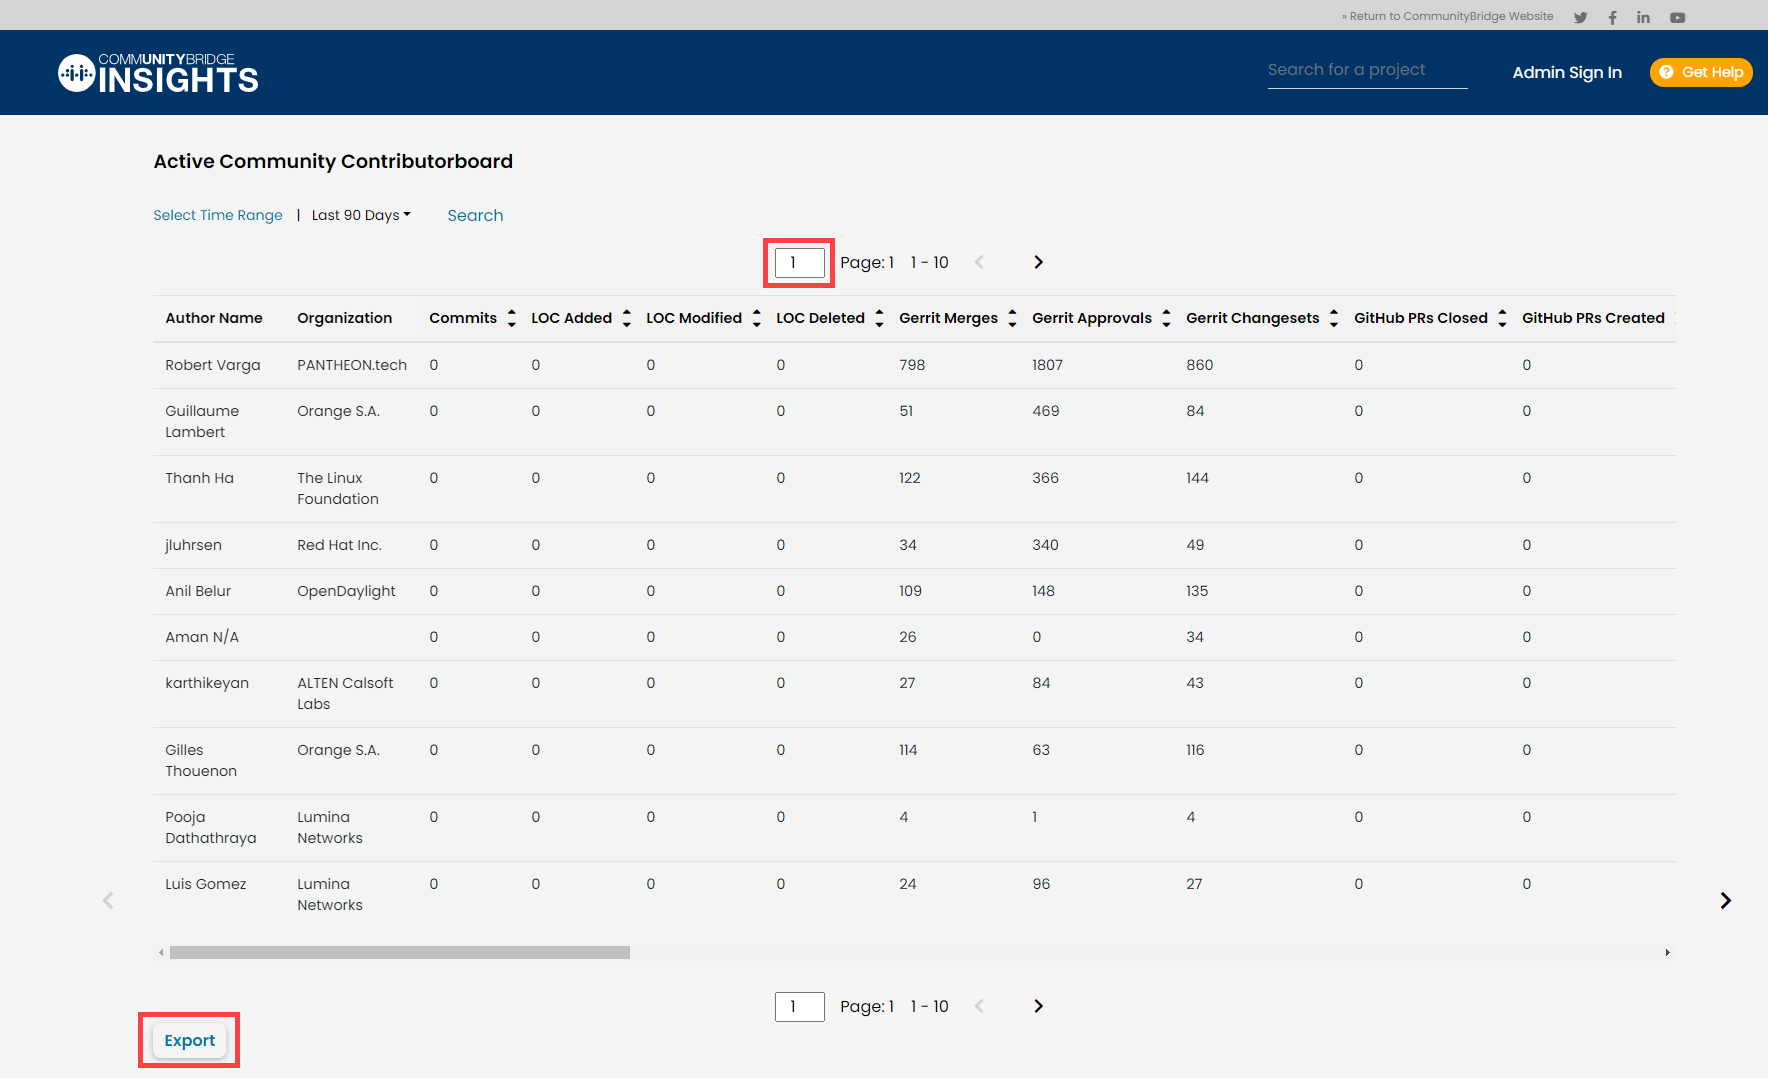 » Return to CommunityBridge Website
COMMUNITYBRIDGE
INSIGHTS
Search for a project
Admin Sign In
Get Help
Active Community Contributorboard
Select Time Range | Last 90 Days Search
1 Page: 1 1 - 10
Author Name Organization Commits LOC Added LOC Modified LOC Deleted Gerrit Merges Gerrit Approvals Gerrit Changesets GitHub PRs Closed GitHub PRs Created
Robert Varga PANTHEON.tech 0 0 0 0 798 1807 860 0 0
Guillaume Orange S.A. 0 0 0 0 51 469 84 0 0
Lambert
Thanh Ha The Linux 0 0 0 0 122 366 144 0 0
Foundation
jluhrsen Red Hat Inc. 0 0 0 0 34 340 49 0 0
Anil Belur OpenDaylight 0 0 0 0 109 148 135 0 0
Aman N/A 0 0 0 0 26 0 34 0 0
karthikeyan ALTEN Calsoft 0 0 0 0 27 84 43 0 0
Labs
Gilles Orange S.A. 0 0 0 0 114 63 116 0 0
Thouenon
Pooja Lumina 0 0 0 0 4 1 4 0 0
Dathathraya Networks
Luis Gomez Lumina 0 0 0 0 24 96 27 0 0
Networks
1 Page: 1 1 - 10
Export